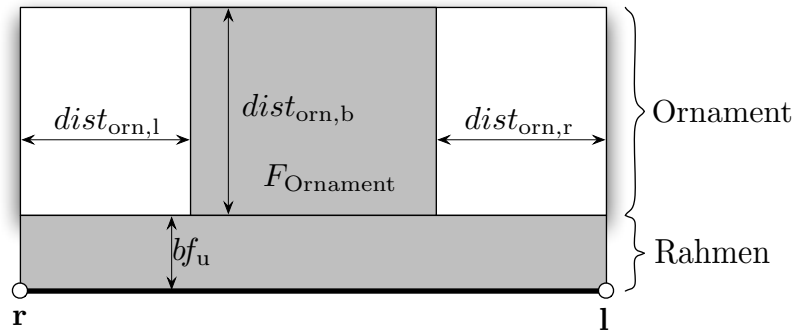 dist_orn,l
dist_orn,b
dist_orn,r
Ornament
F_Ornament
bf_u
Rahmen
r
l